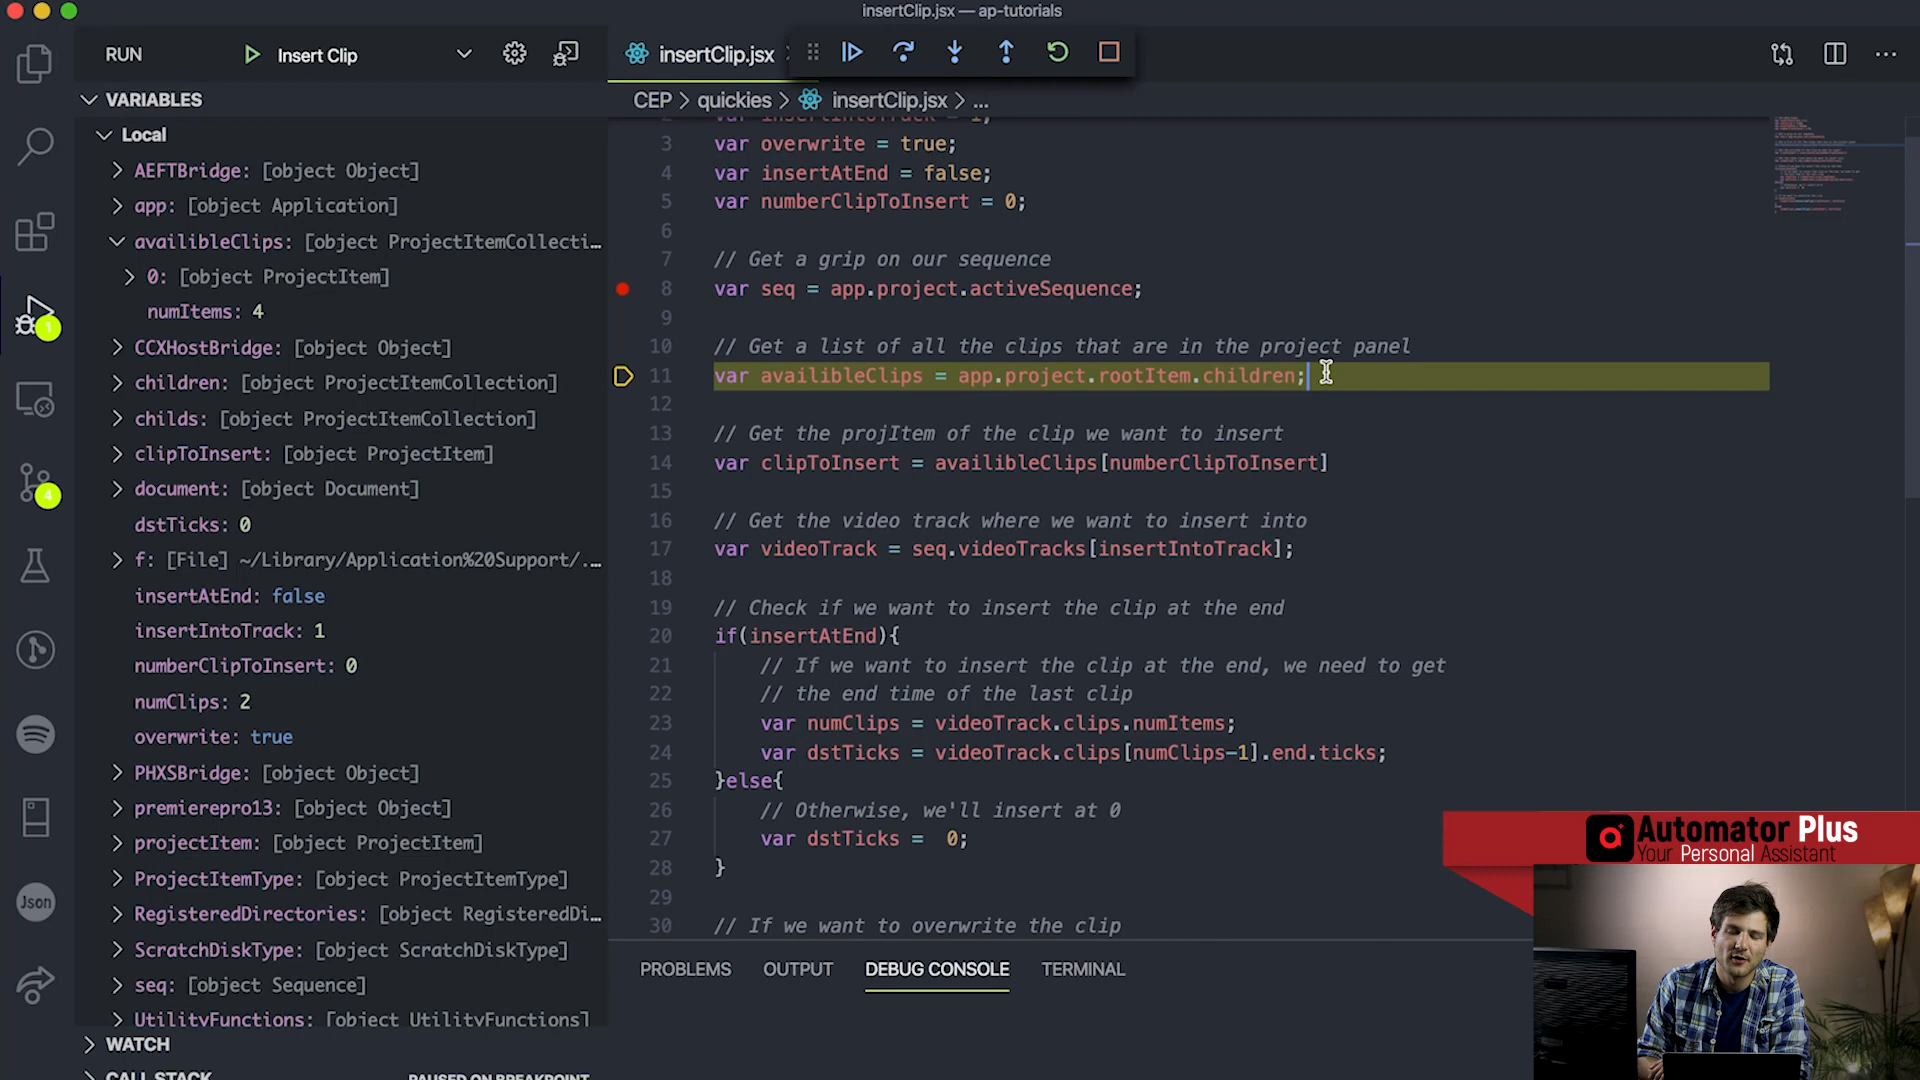 insertClip.jsx — ap-tutorials
RUN
Insert Clip
insertClip.jsx
VARIABLES
CEP > quickies > insertClip.jsx > ...
Local
AEFTBridge: [object Object]
app: [object Application]
availibleClips: [object ProjectItemCollecti...
0: [object ProjectItem]
numItems: 4
CCXHostBridge: [object Object]
children: [object ProjectItemCollection]
childs: [object ProjectItemCollection]
clipToInsert: [object ProjectItem]
document: [object Document]
dstTicks: 0
f: [File] ~/Library/Application%20Support/...
insertAtEnd: false
insertIntoTrack: 1
numberClipToInsert: 0
numClips: 2
overwrite: true
PHXSBridge: [object Object]
premierepro13: [object Object]
projectItem: [object ProjectItem]
ProjectItemType: [object ProjectItemType]
RegisteredDirectories: [object RegisteredDi...
ScratchDiskType: [object ScratchDiskType]
seq: [object Sequence]
UtilityFunctions: [object UtilityFunctions]
WATCH
CALL STACK
PAUSED ON BREAKPOINT
1
4
Json
2 var insertIntoTrack = 1;
3 var overwrite = true;
4 var insertAtEnd = false;
5 var numberClipToInsert = 0;
6
7 // Get a grip on our sequence
8 var seq = app.project.activeSequence;
9
10 // Get a list of all the clips that are in the project panel
11 var availibleClips = app.project.rootItem.children;
12
13 // Get the projItem of the clip we want to insert
14 var clipToInsert = availibleClips[numberClipToInsert]
15
16 // Get the video track where we want to insert into
17 var videoTrack = seq.videoTracks[insertIntoTrack];
18
19 // Check if we want to insert the clip at the end
20 if(insertAtEnd){
21 // If we want to insert the clip at the end, we need to get
22 // the end time of the last clip
23 var numClips = videoTrack.clips.numItems;
24 var dstTicks = videoTrack.clips[numClips-1].end.ticks;
25 }else{
26 // Otherwise, we'll insert at 0
27 var dstTicks =  0;
28 }
29
30 // If we want to overwrite the clip
PROBLEMS OUTPUT DEBUG CONSOLE TERMINAL
Automator Plus
Your Personal Assistant